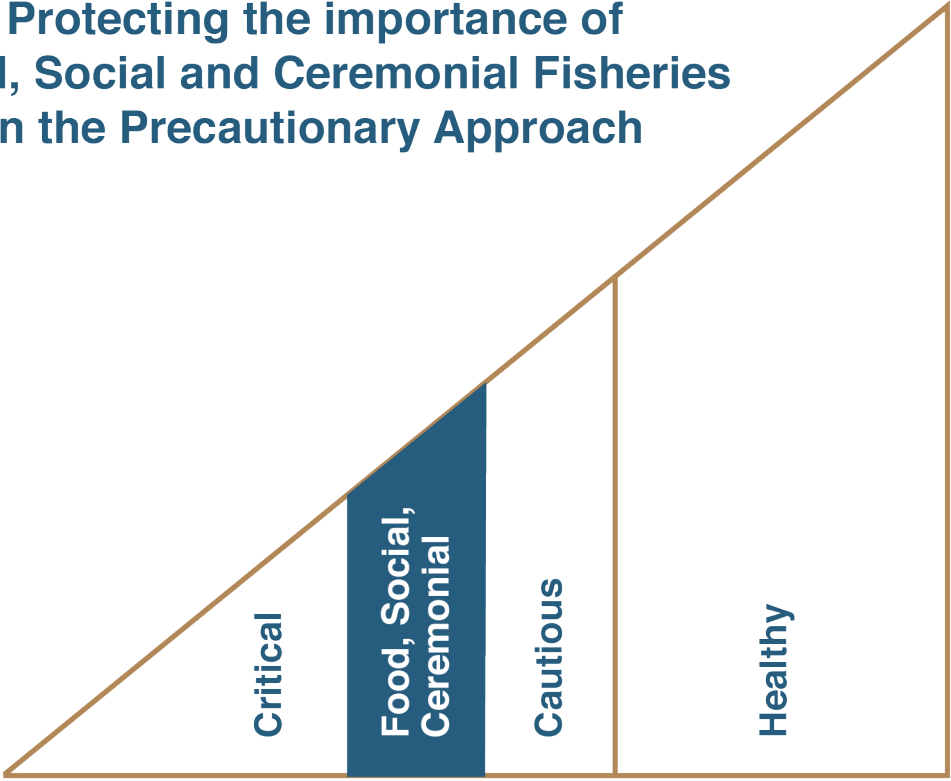 Protecting the importance of
, Social and Ceremonial Fisheries
the Precautionary Approach
Critical
Food, Social,
Ceremonial
Cautious
Healthy